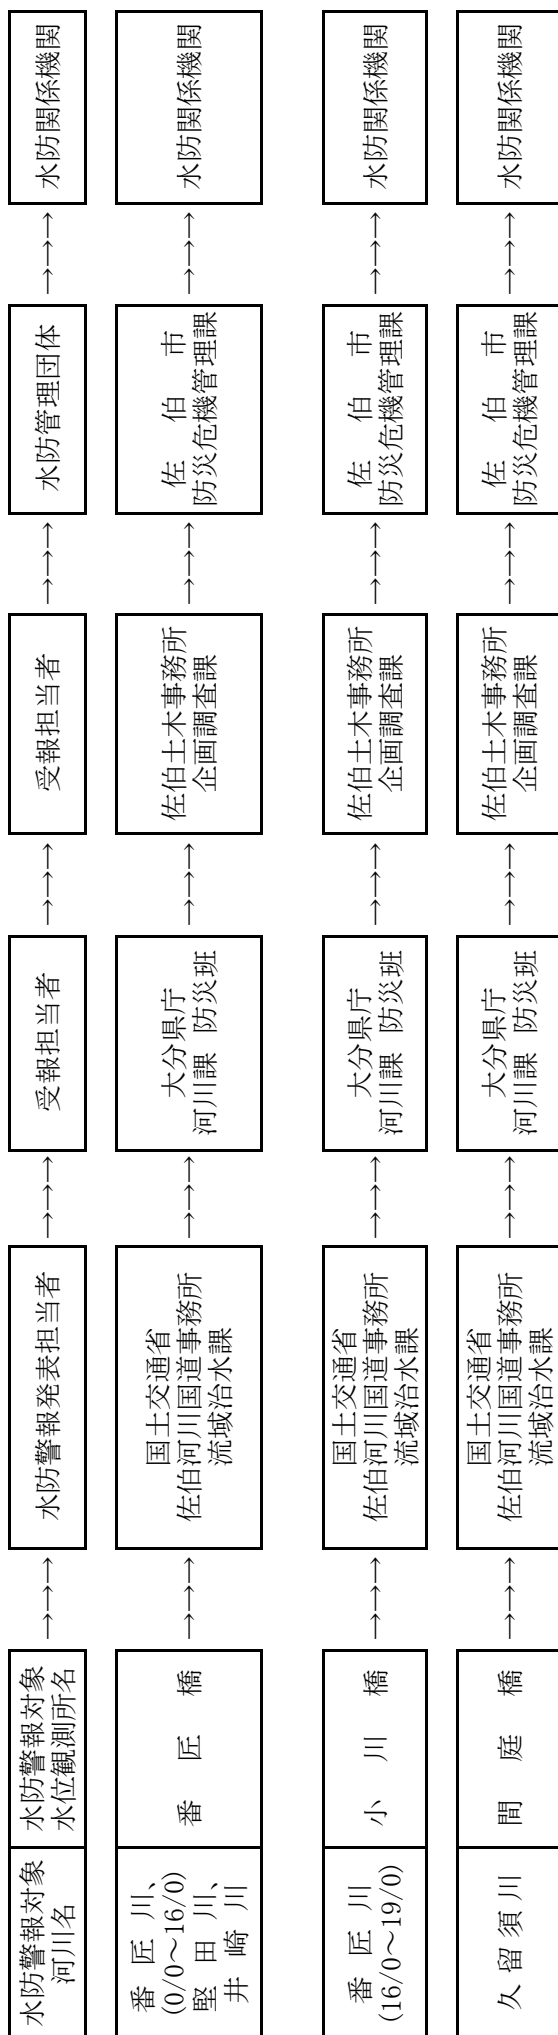 水防警報対象
河川名
水防警報対象
水位観測所名
→→→→
水防警報発表担当者
→→→→
受報担当者
→→→→
受報担当者
→→→→
水防管理団体
→→→→
水防関係機関
番 匠 川、
(0/0~16/0)
堅 田 川、
井 崎 川
番 匠 橋
→→→→
国土交通省
佐伯河川国道事務所
流域治水課
→→→→
大分県庁
河川課 防災班
→→→→
佐伯土木事務所
企画調査課
→→→→
佐 伯 市
防災危機管理課
→→→→
水防関係機関
番 匠 川
(16/0~19/0)
小 川 橋
→→→→
国土交通省
佐伯河川国道事務所
流域治水課
→→→→
大分県庁
河川課 防災班
→→→→
佐伯土木事務所
企画調査課
→→→→
佐 伯 市
防災危機管理課
→→→→
水防関係機関
久 留 須 川
間 庭 橋
→→→→
国土交通省
佐伯河川国道事務所
流域治水課
→→→→
大分県庁
河川課 防災班
→→→→
佐伯土木事務所
企画調査課
→→→→
佐 伯 市
防災危機管理課
→→→→
水防関係機関